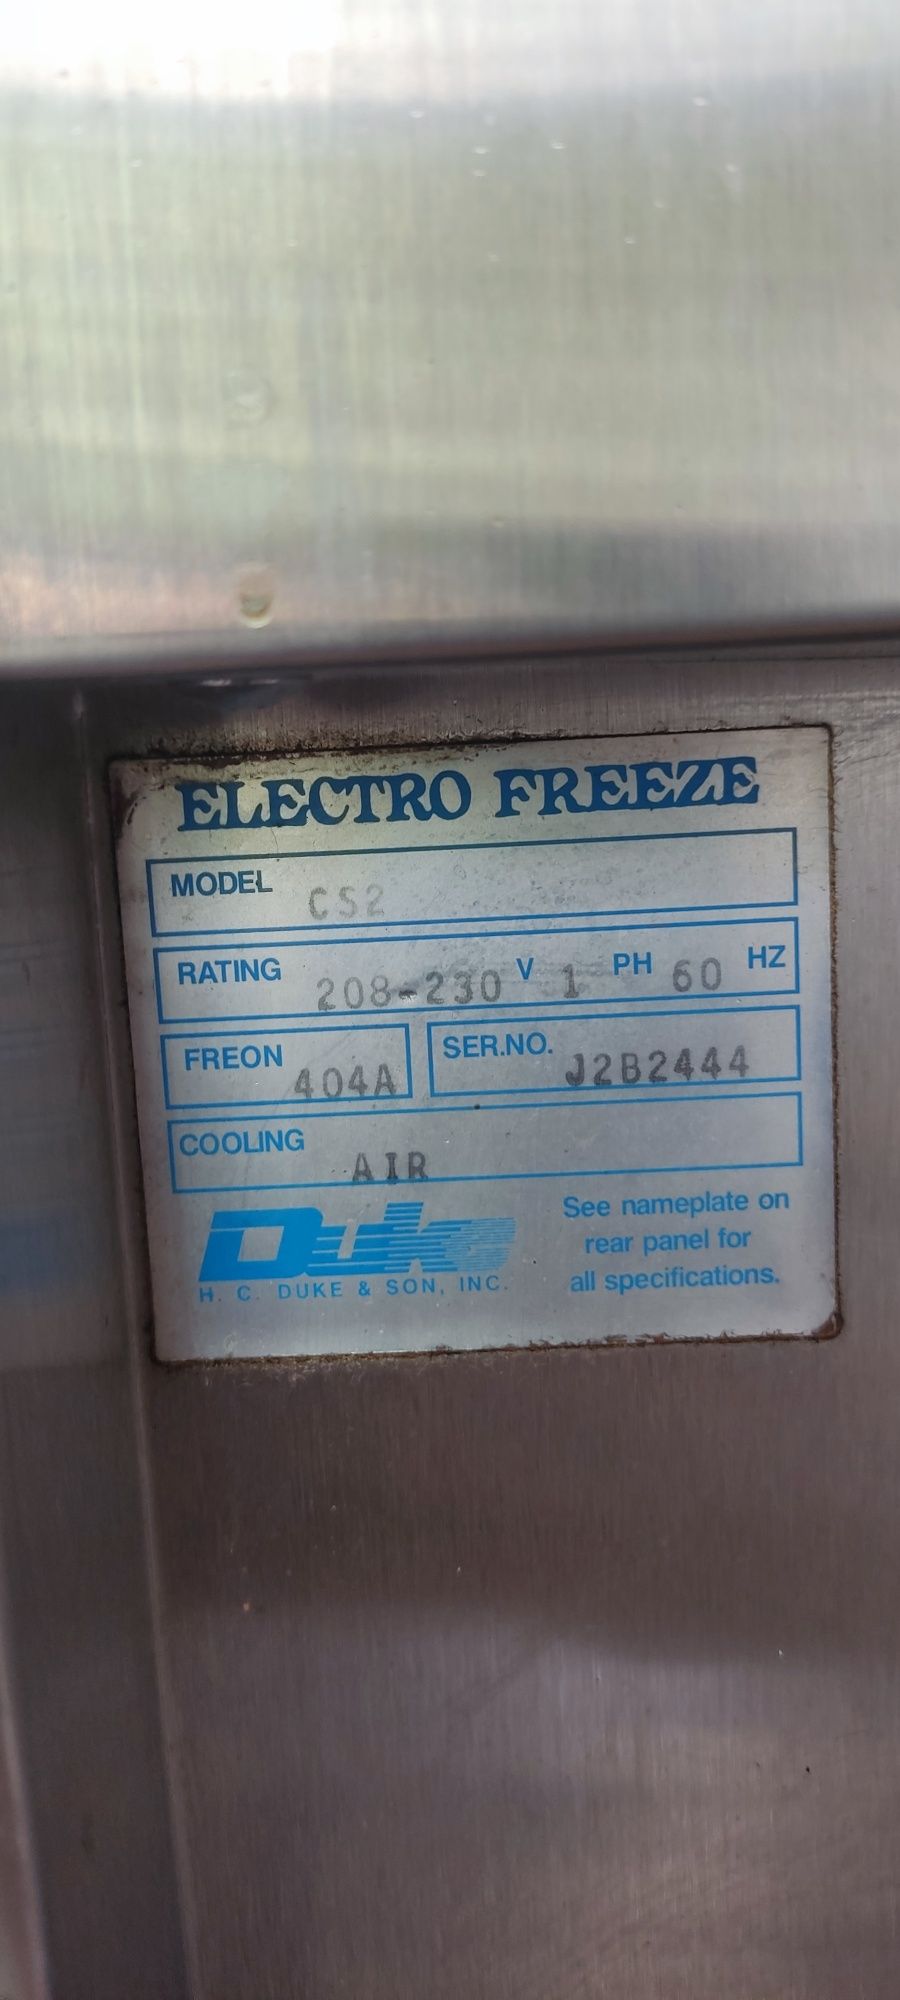 ELECTRO FREEZE
MODEL CS2
RATING 208-230 V 1 PH 60 HZ
FREON 404A SER.NO. J2B2444
COOLING AIR
Duke
H. C. DUKE & SON, INC.
See nameplate on
rear panel for
all specifications.